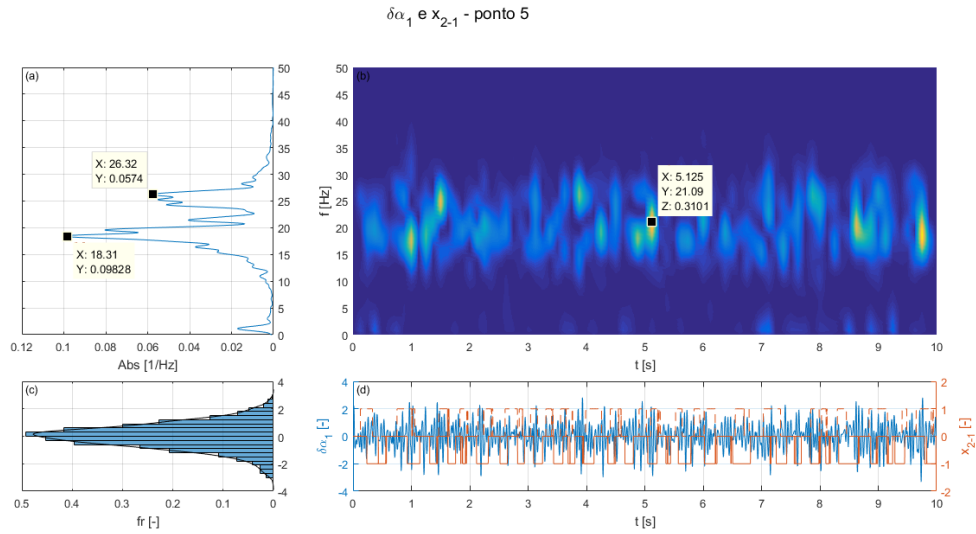 δα1 e x2-1 - ponto 5
(a)
50
45
40
35
30
25
20
15
10
5
0
X: 26.32
Y: 0.0574
X: 18.31
Y: 0.09828
0.12 0.1 0.08 0.06 0.04 0.02 0
Abs [1/Hz]
(b)
f [Hz]
50
45
40
35
30
25
20
15
10
5
0
X: 5.125
Y: 21.09
Z: 0.3101
0 1 2 3 4 5 6 7 8 9 10
t [s]
(c)
4
2
0
-2
-4
0.5 0.4 0.3 0.2 0.1 0
fr [-]
(d)
δα1 [-]
4
2
0
-2
-4
2
1
0
-1
-2
x2-1 [-]
0 1 2 3 4 5 6 7 8 9 10
t [s]